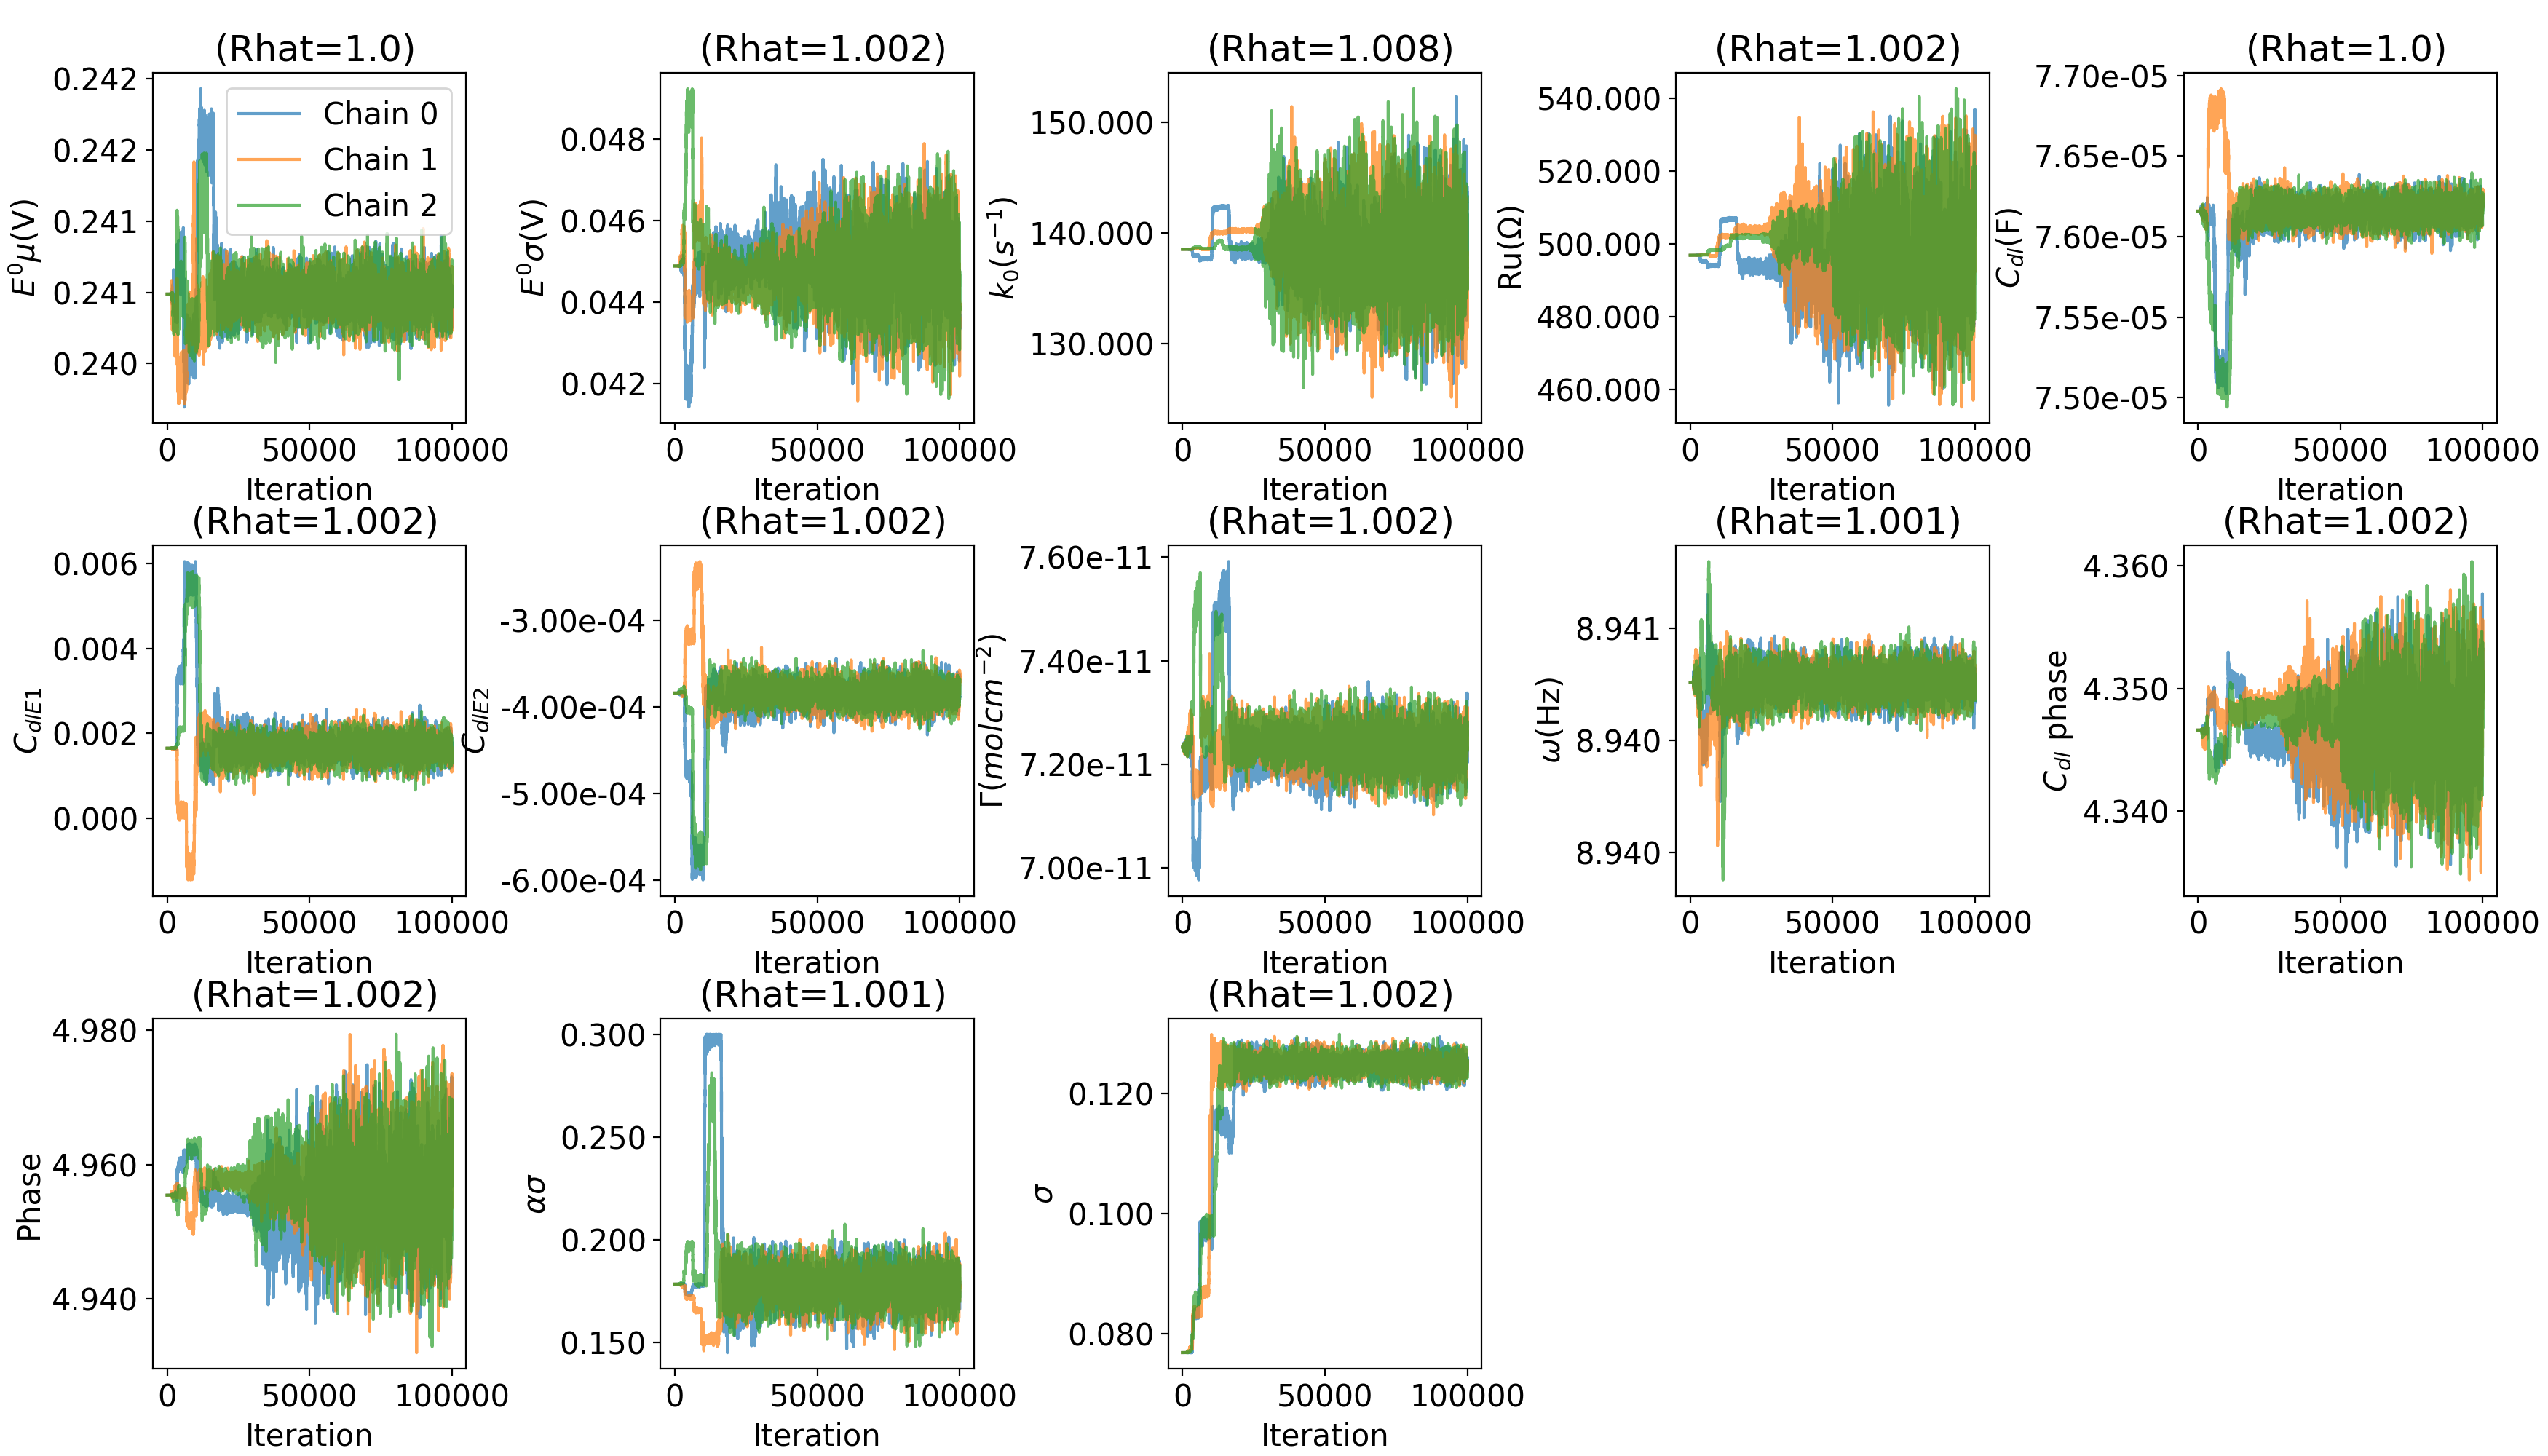 (Rhat=1.0)
E⁰μ(V)
0.242
0.242
0.241
0.241
0.240
Chain 0
Chain 1
Chain 2
0
50000
100000
Iteration
(Rhat=1.002)
E⁰σ(V)
0.048
0.046
0.044
0.042
0
50000
100000
Iteration
(Rhat=1.008)
k₀(s⁻¹)
150.000
140.000
130.000
0
50000
100000
Iteration
(Rhat=1.002)
Ru(Ω)
540.000
520.000
500.000
480.000
460.000
0
50000
100000
Iteration
(Rhat=1.0)
C_dl(F)
7.70e-05
7.65e-05
7.60e-05
7.55e-05
7.50e-05
0
50000
100000
Iteration
(Rhat=1.002)
C_dlE1
0.006
0.004
0.002
0.000
0
50000
100000
Iteration
(Rhat=1.002)
C_dlE2
-3.00e-04
-4.00e-04
-5.00e-04
-6.00e-04
0
50000
100000
Iteration
(Rhat=1.002)
Γ(molcm⁻²)
7.60e-11
7.40e-11
7.20e-11
7.00e-11
0
50000
100000
Iteration
(Rhat=1.001)
ω(Hz)
8.941
8.940
8.940
0
50000
100000
Iteration
(Rhat=1.002)
C_dl phase
4.360
4.350
4.340
0
50000
100000
Iteration
(Rhat=1.002)
Phase
4.980
4.960
4.940
0
50000
100000
Iteration
(Rhat=1.001)
ασ
0.300
0.250
0.200
0.150
0
50000
100000
Iteration
(Rhat=1.002)
σ
0.120
0.100
0.080
0
50000
100000
Iteration